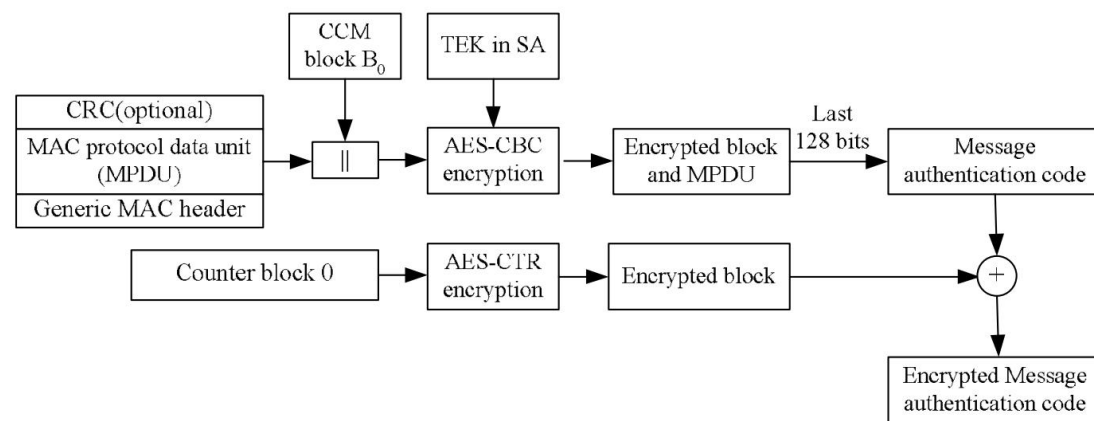 CCM
block B₀
TEK in SA
CRC(optional)
MAC protocol data unit
(MPDU)
Generic MAC header
||
AES-CBC
encryption
Encrypted block
and MPDU
Last
128 bits
Message
authentication code
Counter block 0
AES-CTR
encryption
Encrypted block
+
Encrypted Message
authentication code